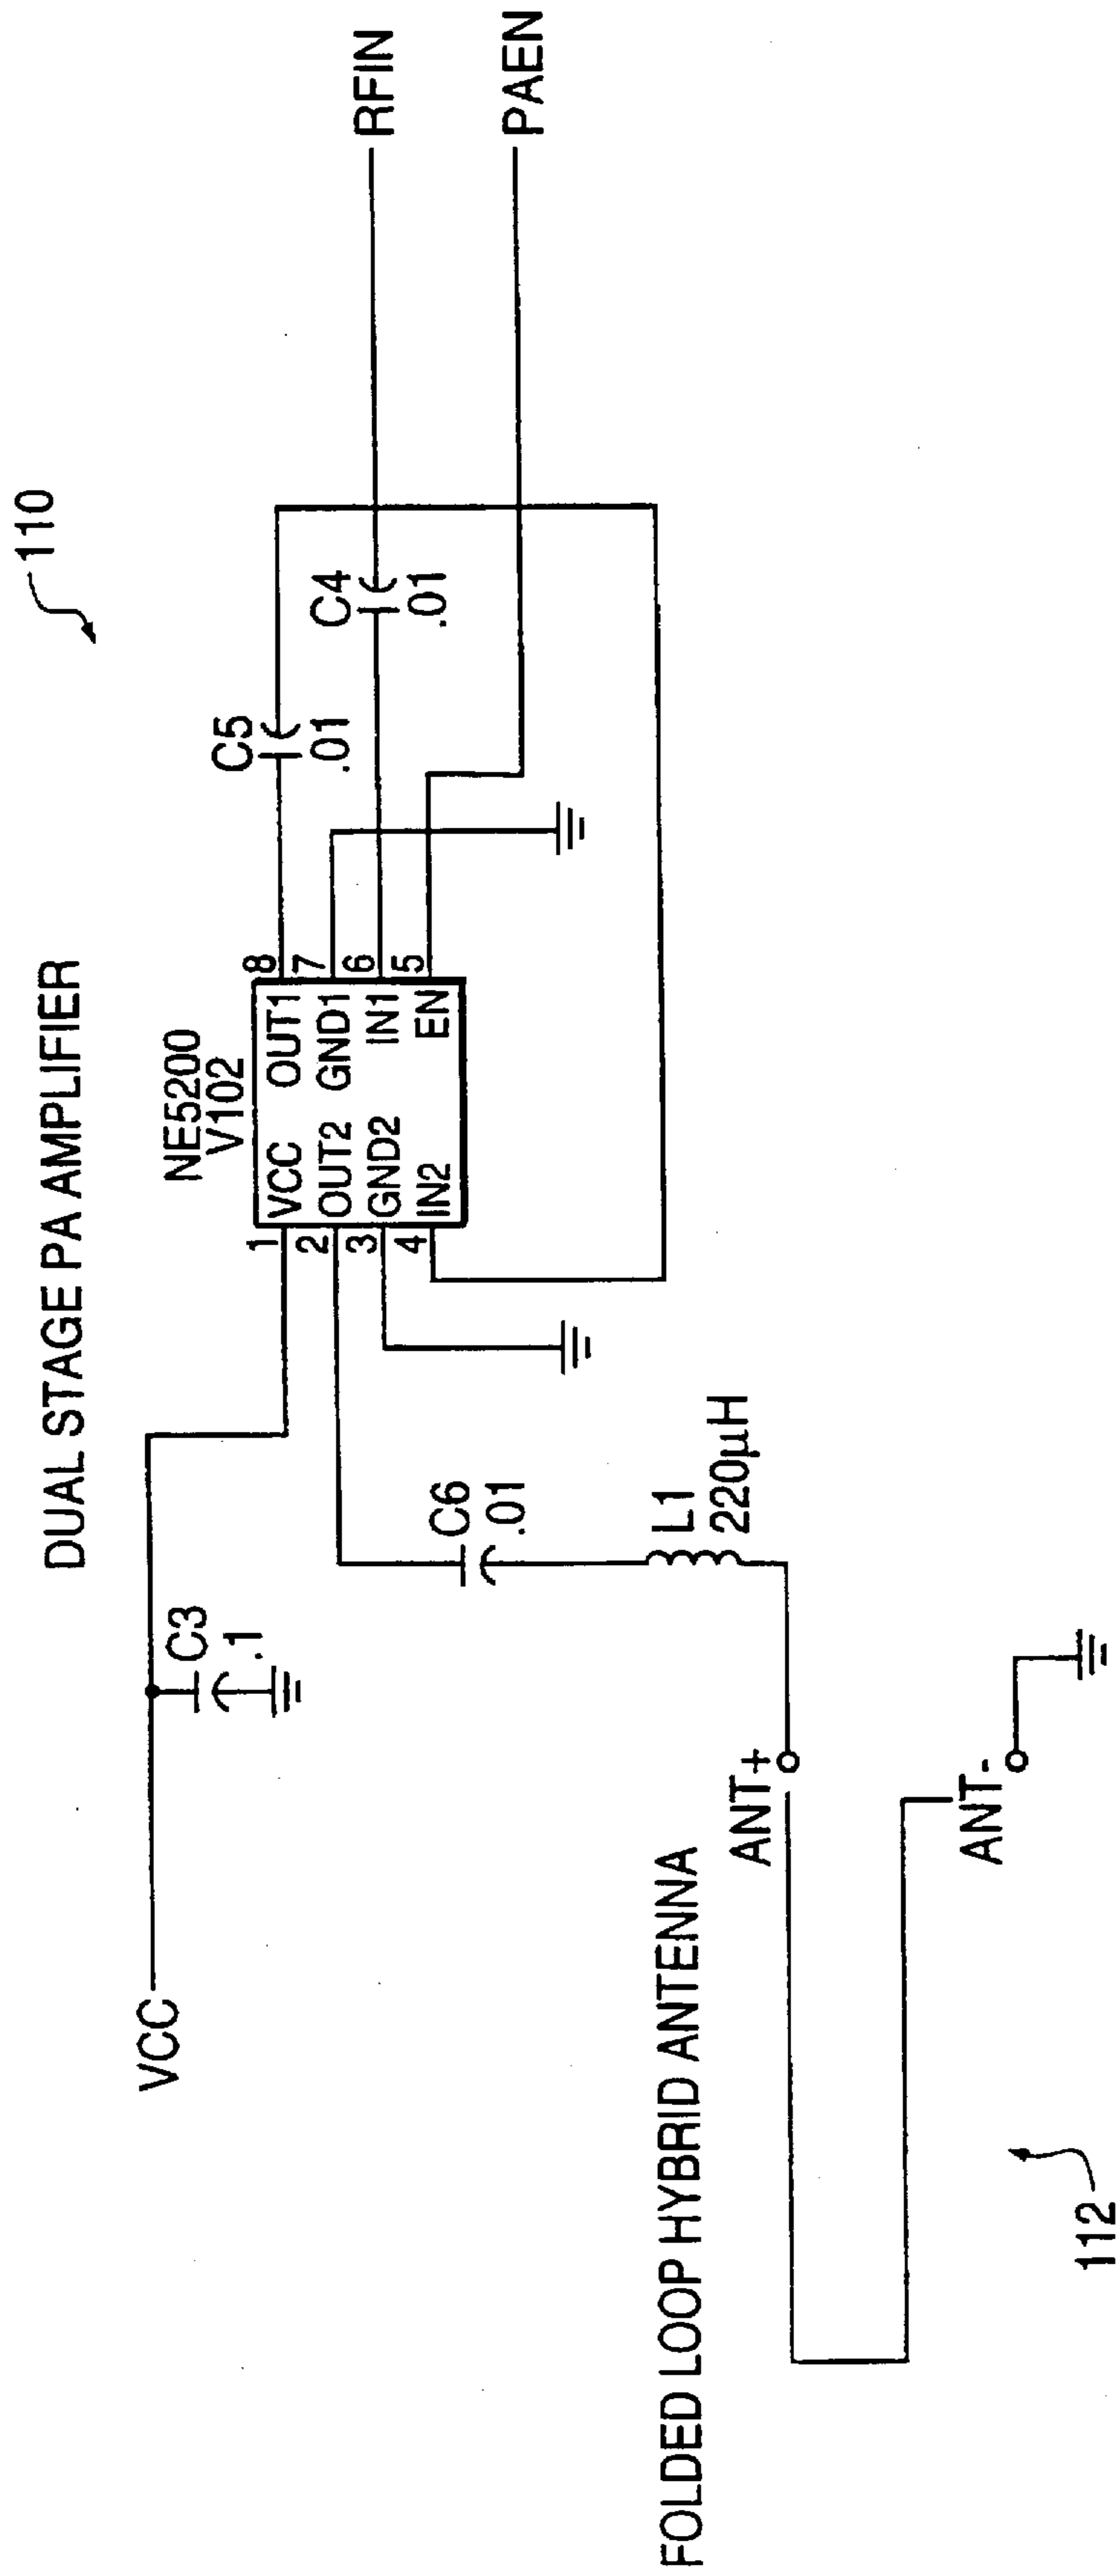 110
DUAL STAGE PA AMPLIFIER
VCC
C3
.1
NE5200
V102
1
2
3
4
VCC
OUT2
GND2
IN2
OUT1
GND1
IN1
EN
8
7
6
5
C5
.01
C4
.01
RFIN
PAEN
C6
.01
L1
220μH
FOLDED LOOP HYBRID ANTENNA
ANT+
ANT-
112